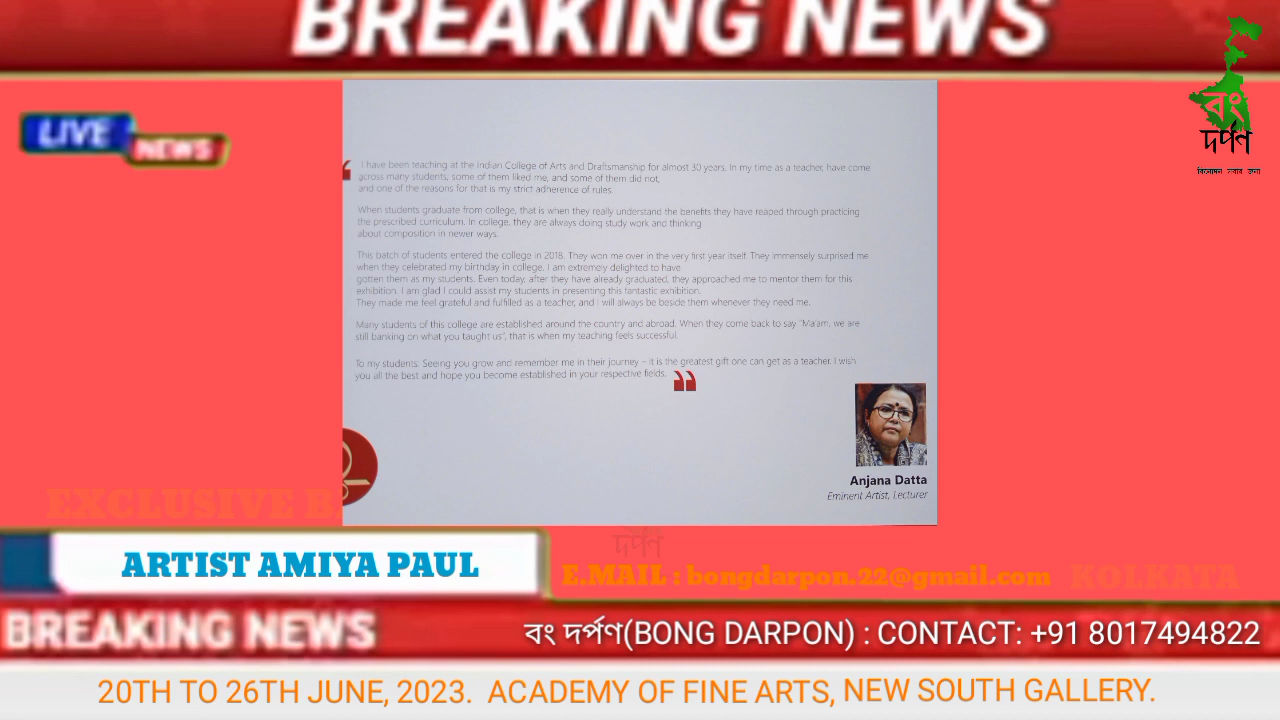 BREAKING NEWS
LIVE
NEWS
বং
দর্পণ
বিনোদন সবার জন্য
I have been teaching at the Indian College of Arts and Draftsmanship for almost 30 years. In my time as a teacher, have come
across many students; some of them liked me, and some of them did not,
and one of the reasons for that is my strict adherence of rules.
When students graduate from college, that is when they really understand the benefits they have reaped through practicing
the prescribed curriculum. In college, they are always doing study work and thinking
about composition in newer ways.
This batch of students entered the college in 2018. They won me over in the very first year itself. They immensely surprised me
when they celebrated my birthday in college. I am extremely delighted to have
gotten them as my students. Even today, after they have already graduated, they approached me to mentor them for this
exhibition. I am glad I could assist my students in presenting this fantastic exhibition.
They made me feel grateful and fulfilled as a teacher, and I will always be beside them whenever they need me.
Many students of this college are established around the country and abroad. When they come back to say "Ma'am, we are
still banking on what you taught us", that is when my teaching feels successful.
To my students: Seeing you grow and remember me in their journey – it is the greatest gift one can get as a teacher. I wish
you all the best and hope you become established in your respective fields. "
Anjana Datta
Eminent Artist, Lecturer
EXCLUSIVE B
ARTIST AMIYA PAUL
দর্পণ
E.MAIL : bongdarpon.22@gmail.com KOLKATA
BREAKING NEWS
বং দর্পণ(BONG DARPON) : CONTACT: +91 8017494822
20TH TO 26TH JUNE, 2023. ACADEMY OF FINE ARTS, NEW SOUTH GALLERY.